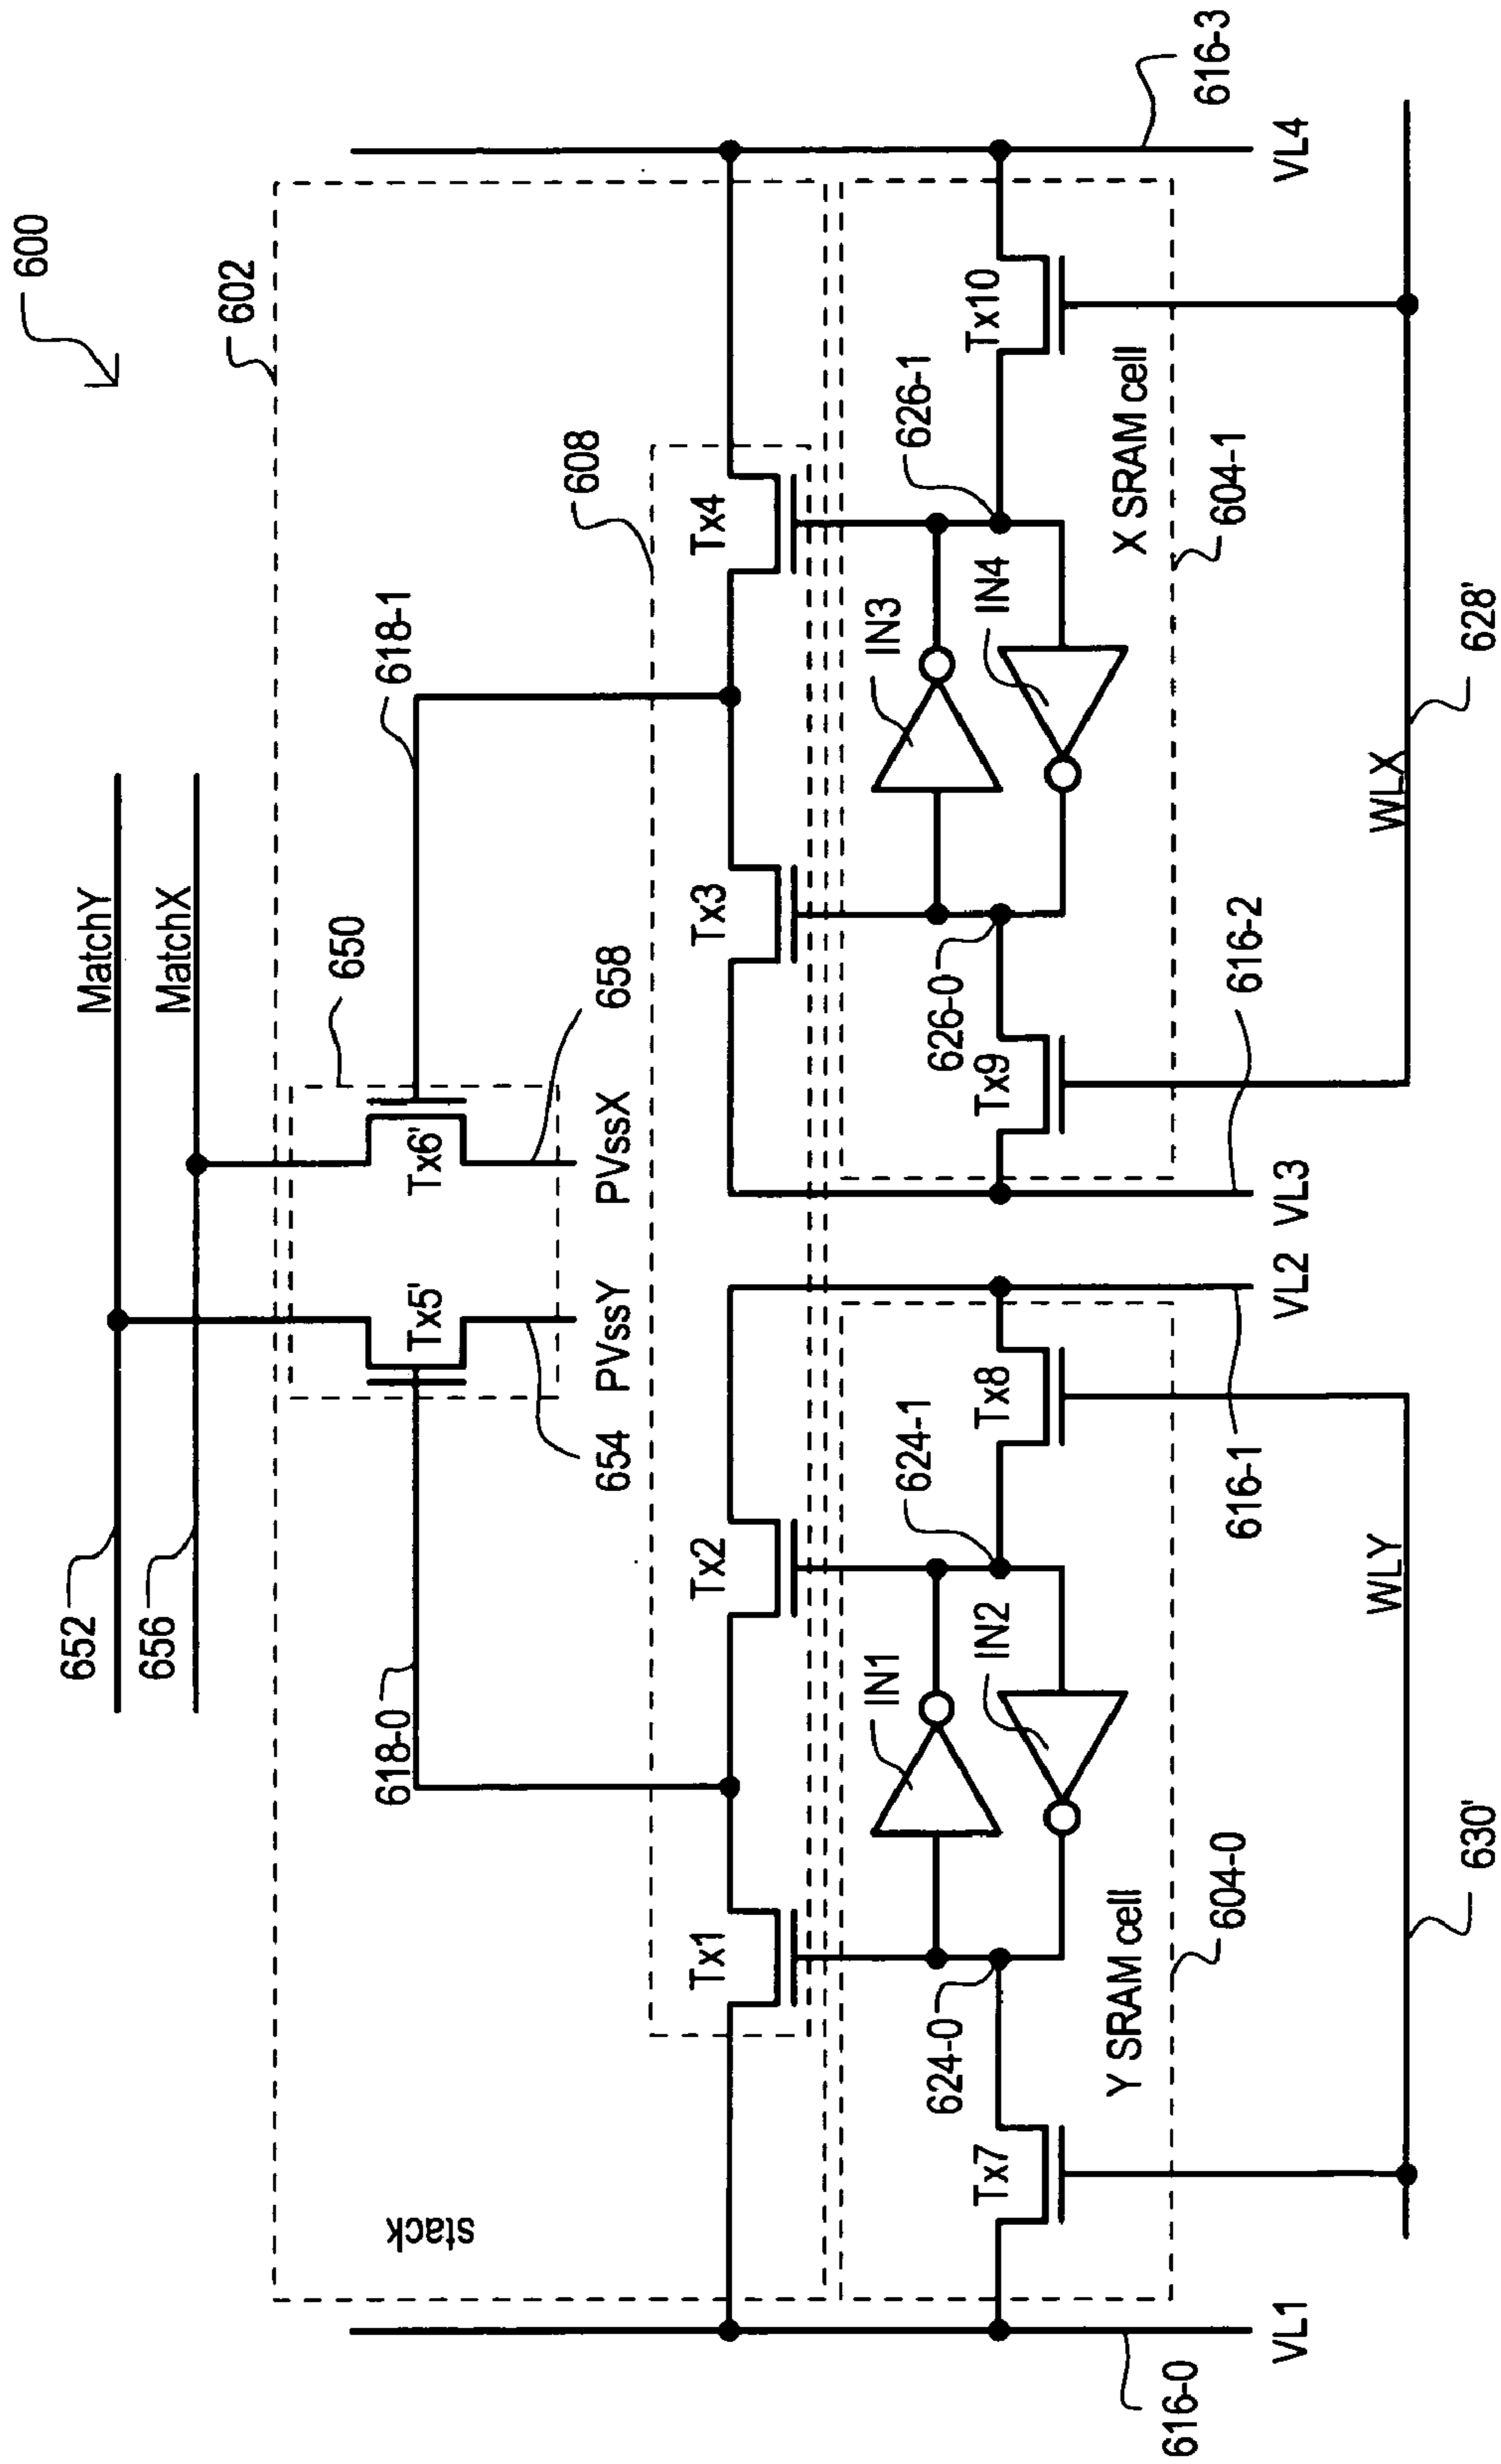 600
602
652
MatchY
656
MatchX
stack
618-0
650
618-1
Tx5'
Tx6'
654
PVssY
PVssX
658
608
Tx1
Tx2
Tx3
Tx4
616-3
IN1
624-1
IN3
626-1
624-0
IN2
626-0
IN4
Tx7
Tx8
Tx9
Tx10
Y SRAM cell
X SRAM cell
604-0
616-1
616-2
604-1
616-0
VL1
VL2
VL3
VL4
WLY
WLX
630'
628'